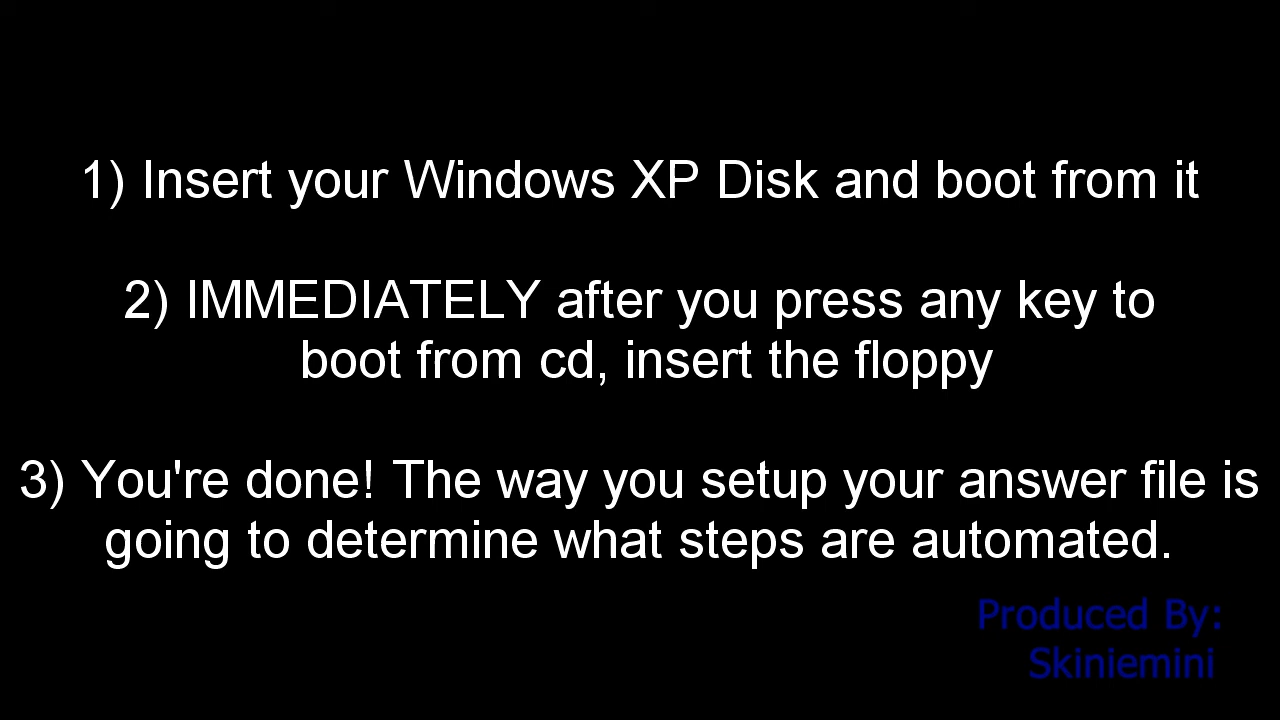 1) Insert your Windows XP Disk and boot from it
2) IMMEDIATELY after you press any key to
boot from cd, insert the floppy
3) You're done! The way you setup your answer file is
going to determine what steps are automated.
Produced By:
Skiniemini